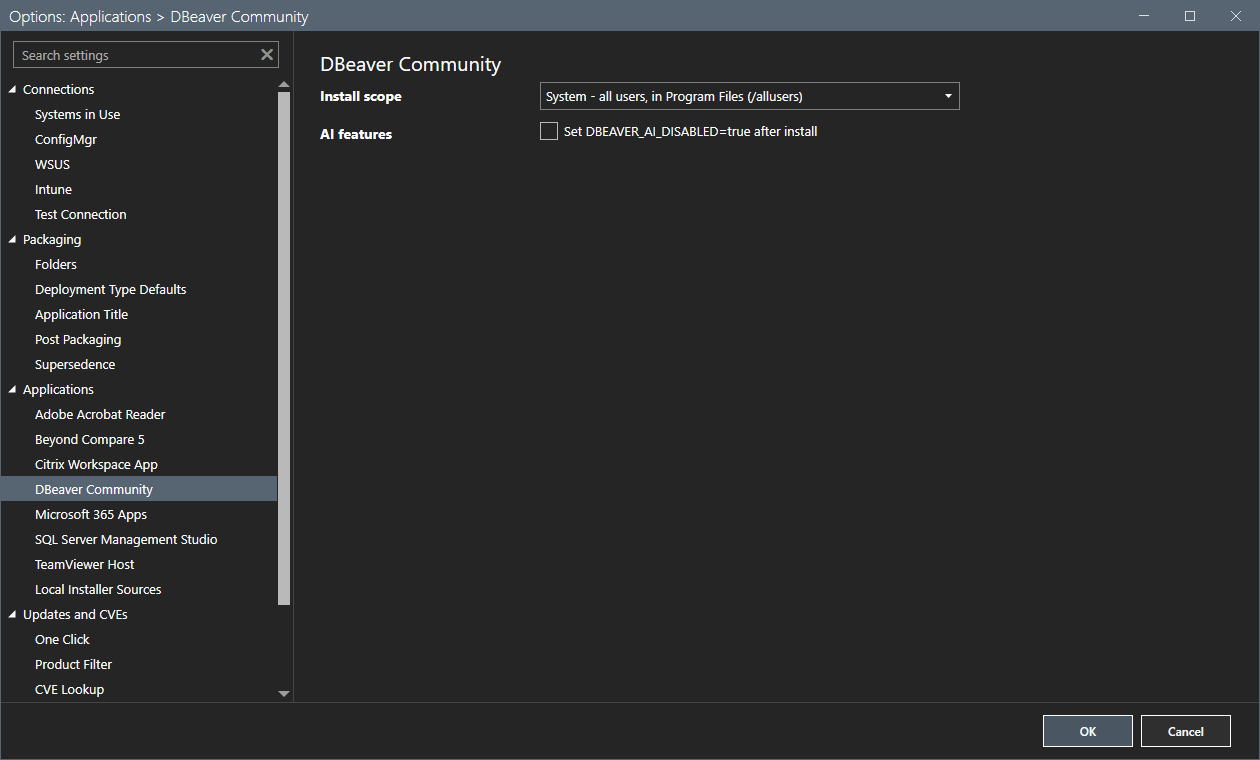 Options: Applications > DBeaver Community
Search settings
Connections
Systems in Use
ConfigMgr
WSUS
Intune
Test Connection
Packaging
Folders
Deployment Type Defaults
Application Title
Post Packaging
Supersedence
Applications
Adobe Acrobat Reader
Beyond Compare 5
Citrix Workspace App
DBeaver Community
Microsoft 365 Apps
SQL Server Management Studio
TeamViewer Host
Local Installer Sources
Updates and CVEs
One Click
Product Filter
CVE Lookup
DBeaver Community
Install scope
System - all users, in Program Files (/allusers)
AI features
Set DBEAVER_AI_DISABLED=true after install
OK
Cancel